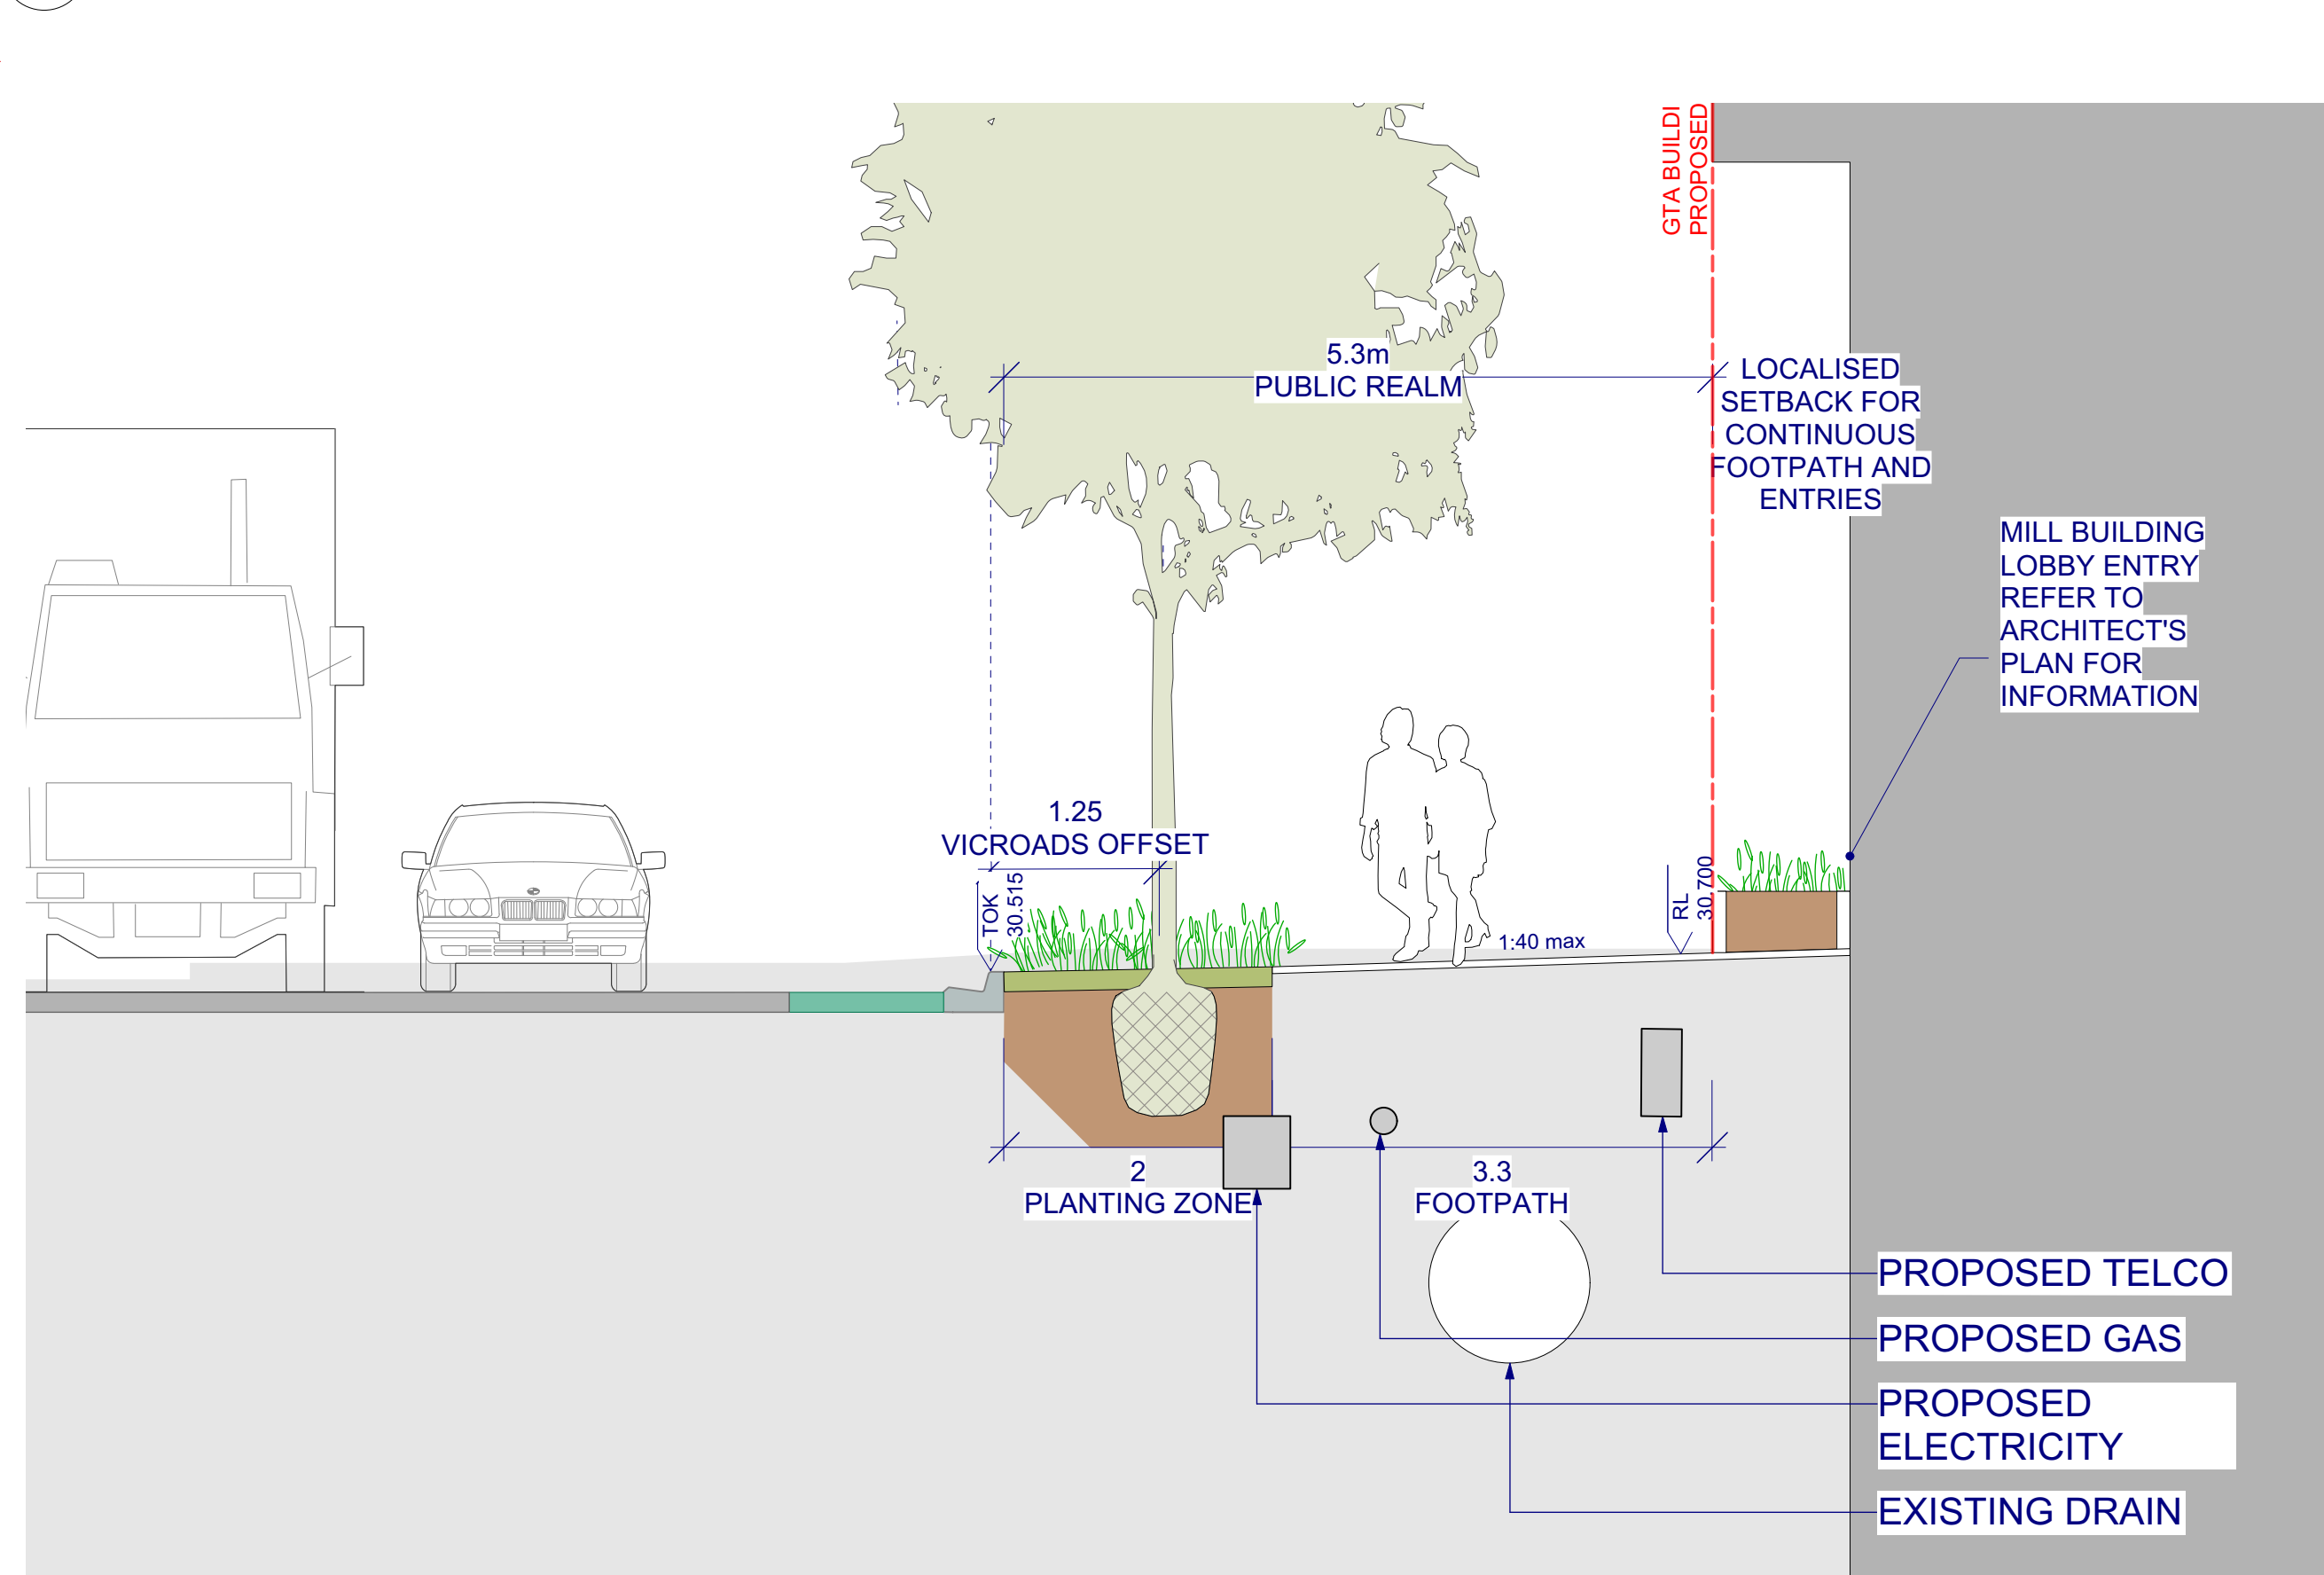 GTA BUILDI
PROPOSED
5.3m
PUBLIC REALM
LOCALISED
SETBACK FOR
CONTINUOUS
FOOTPATH AND
ENTRIES
MILL BUILDING
LOBBY ENTRY
REFER TO
ARCHITECT'S
PLAN FOR
INFORMATION
1.25
VICROADS OFFSET
TOK
30.515
RL
30.700
1:40 max
2
PLANTING ZONE
3.3
FOOTPATH
PROPOSED TELCO
PROPOSED GAS
PROPOSED
ELECTRICITY
EXISTING DRAIN